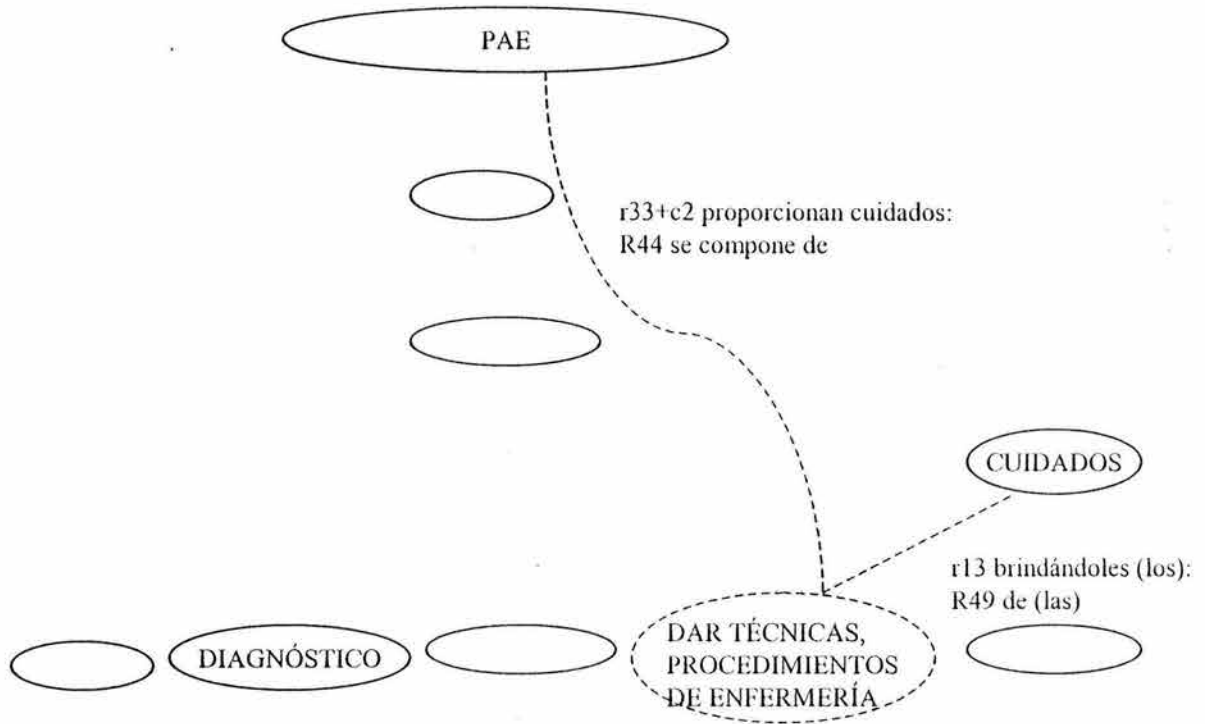 PAE
r33+c2 proporcionan cuidados:
R44 se compone de
CUIDADOS
r13 brindándoles (los):
R49 de (las)
DIAGNÓSTICO
DAR TÉCNICAS,
PROCEDIMIENTOS
DE ENFERMERÍA